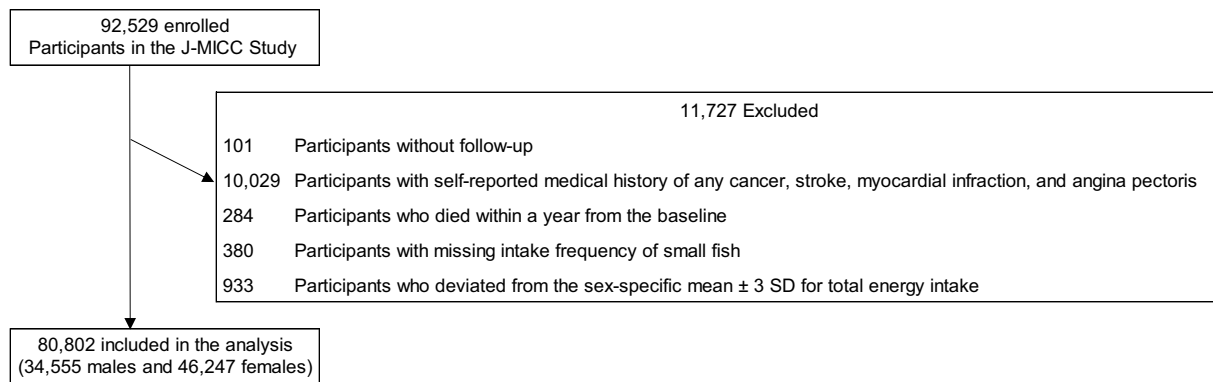 92,529 enrolled
Participants in the J-MICC Study
11,727 Excluded
101 Participants without follow-up
10,029 Participants with self-reported medical history of any cancer, stroke, myocardial infraction, and angina pectoris
284 Participants who died within a year from the baseline
380 Participants with missing intake frequency of small fish
933 Participants who deviated from the sex-specific mean ± 3 SD for total energy intake
80,802 included in the analysis
(34,555 males and 46,247 females)